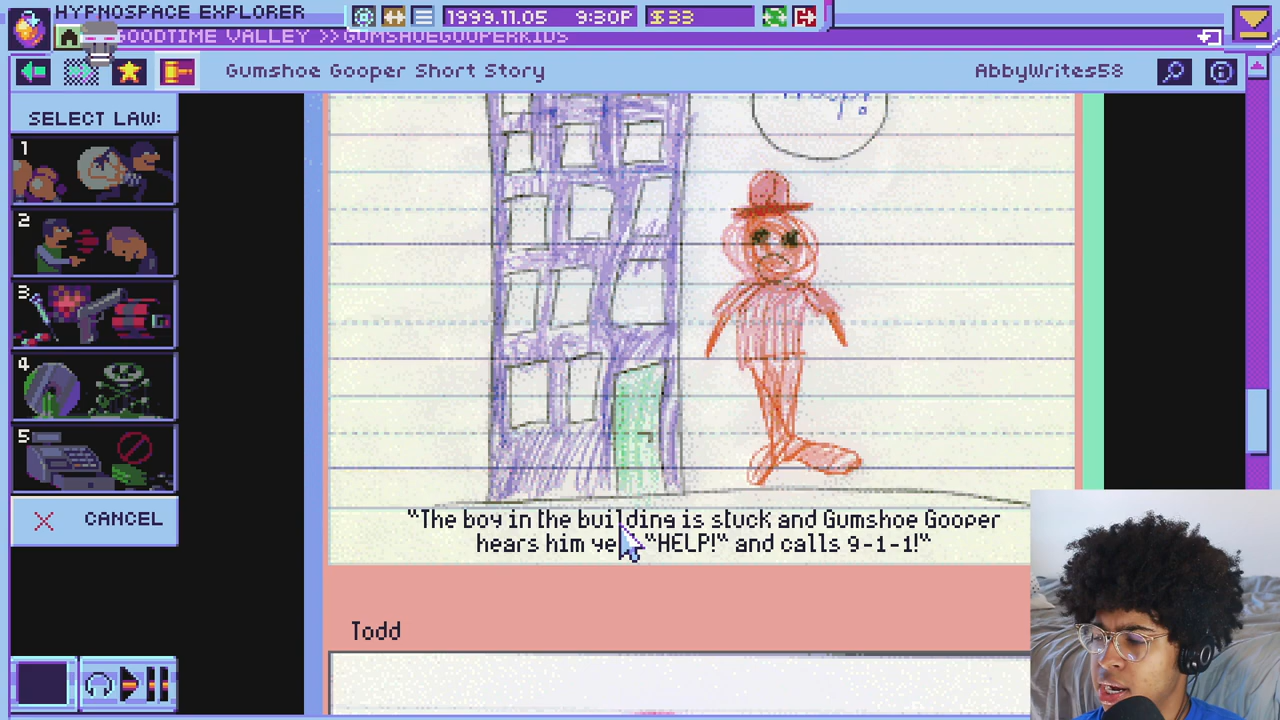 HYPNOSPACE EXPLORER
1999.11.05 9:30P
33
GOODTIME VALLEY >> GUMSHOEGOOPERKIDS
Gumshoe Gooper Short Story
AbbyWrites58
SELECT LAW:
1
2
3
4
5
CANCEL
"The boy in the building is stuck and Gumshoe Gooper
hears him "HELP!" and calls 9-1-1!"
Todd